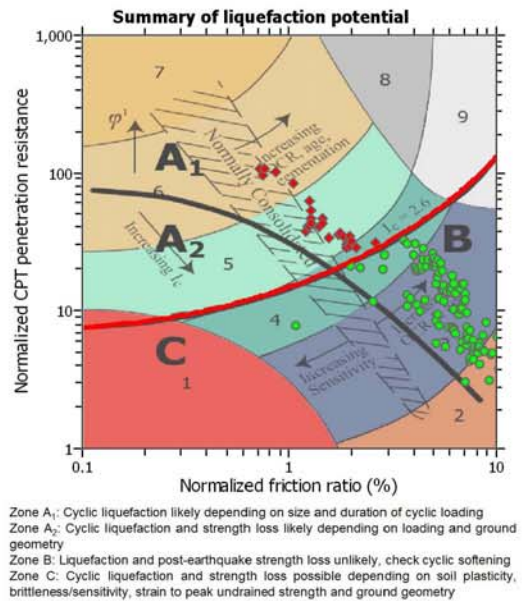 Summary of liquefaction potential
Normalized CPT penetration resistance
1,000
100
10
1
7
8
9
φ'
A1
Increasing
CR, age,
cementation
Normally Consolidated
6
Ic = 2.6
A2
B
Increasing Ic
5
4
C
CR
1
Increasing
Sensitivity
2
0.1
1
10
Normalized friction ratio (%)
Zone A1: Cyclic liquefaction likely depending on size and duration of cyclic loading
Zone A2: Cyclic liquefaction and strength loss likely depending on loading and ground
geometry
Zone B: Liquefaction and post-earthquake strength loss unlikely, check cyclic softening
Zone C: Cyclic liquefaction and strength loss possible depending on soil plasticity,
brittleness/sensitivity, strain to peak undrained strength and ground geometry